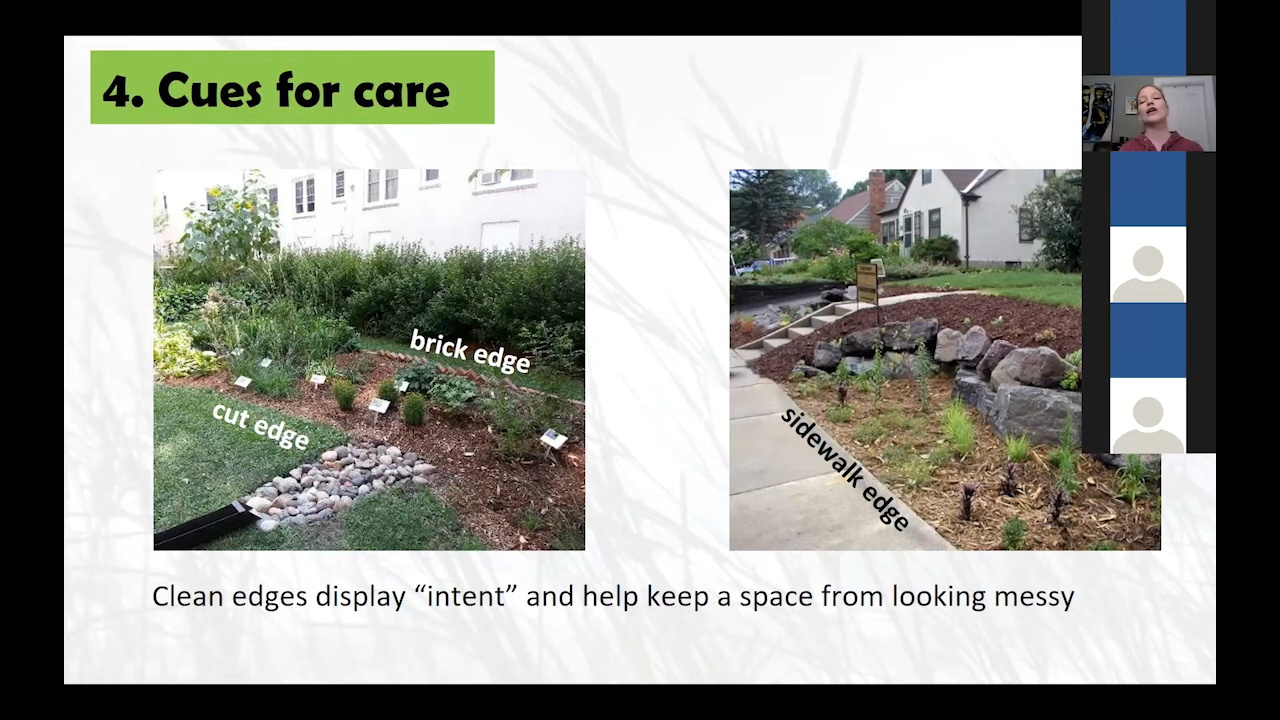 4. Cues for care
brick edge
cut edge
sidewalk edge
Clean edges display “intent” and help keep a space from looking messy